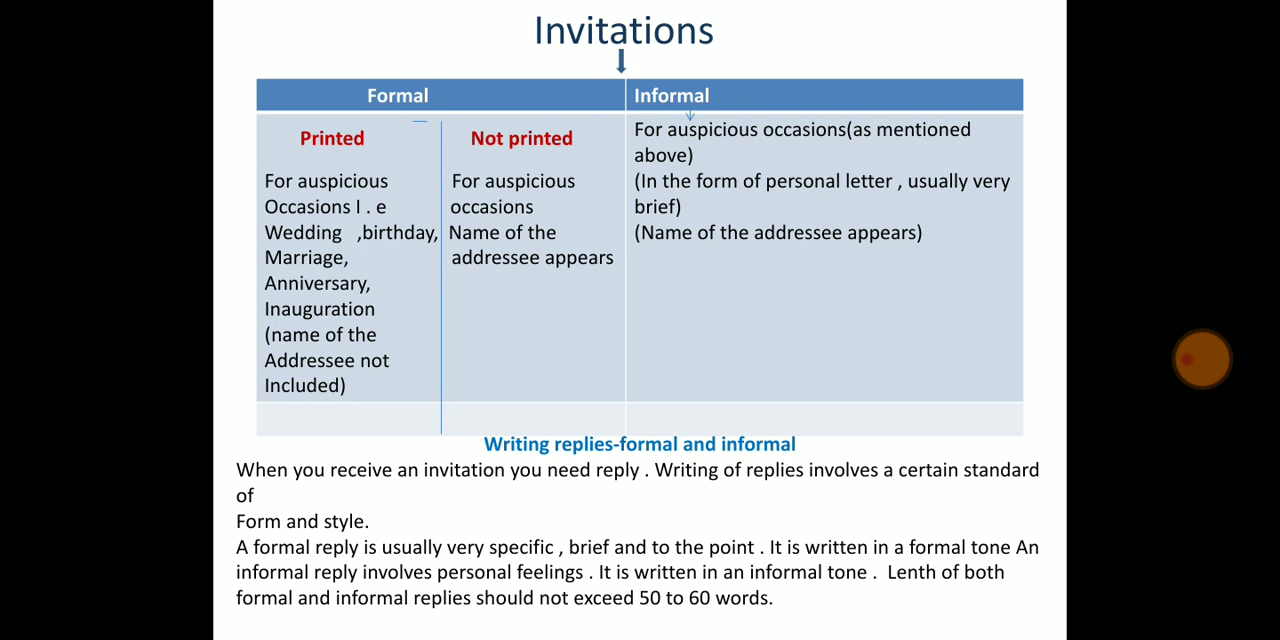 Invitations
Formal
Informal
Printed
For auspicious
Occasions I . e
Wedding ,birthday,
Marriage,
Anniversary,
Inauguration
(name of the
Addressee not
Included)
Not printed
For auspicious
occasions
Name of the
addressee appears
For auspicious occasions(as mentioned
above)
(In the form of personal letter , usually very
brief)
(Name of the addressee appears)
Writing replies-formal and informal
When you receive an invitation you need reply . Writing of replies involves a certain standard
of
Form and style.
A formal reply is usually very specific , brief and to the point . It is written in a formal tone An
informal reply involves personal feelings . It is written in an informal tone . Lenth of both
formal and informal replies should not exceed 50 to 60 words.